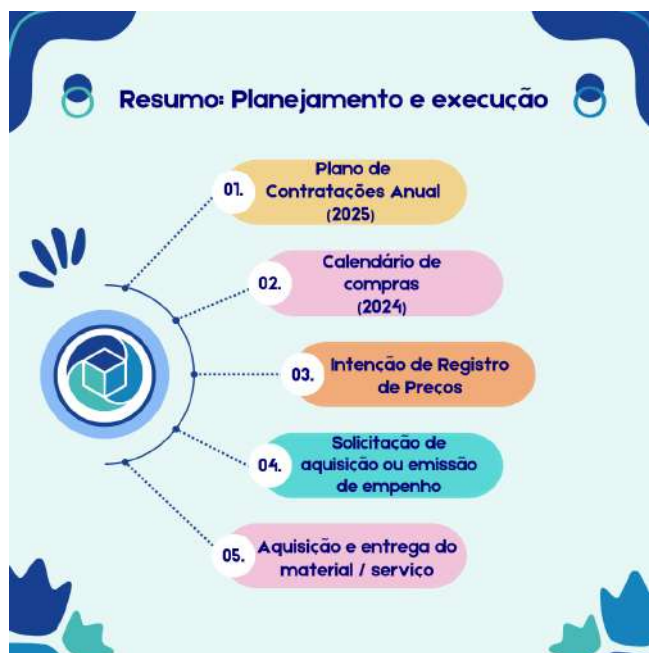 Resumo: Planejamento e execução
01.
Plano de
Contratações Anual
(2025)
02.
Calendário de
compras
(2024)
03.
Intenção de Registro
de Preços
04.
Solicitação de
aquisição ou emissão
de empenho
05.
Aquisição e entrega do
material / serviço